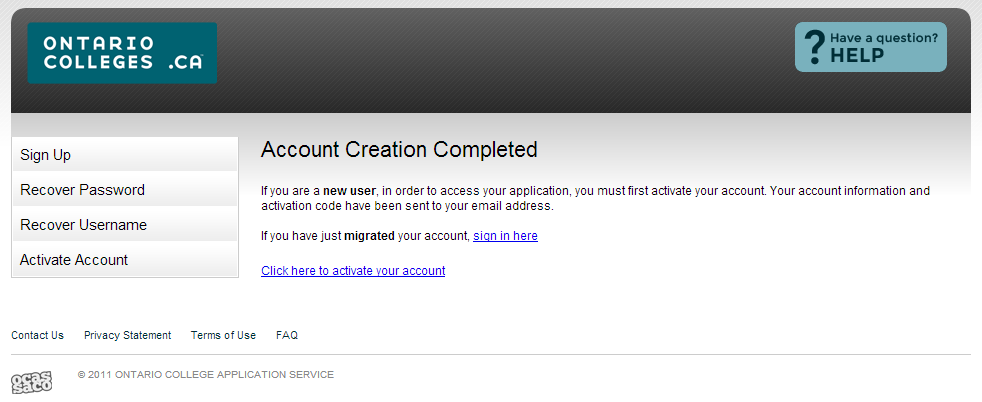 ONTARIO
COLLEGES .CA
Have a question?
HELP
Sign Up
Recover Password
Recover Username
Activate Account
Account Creation Completed
If you are a new user, in order to access your application, you must first activate your account. Your account information and
activation code have been sent to your email address.
If you have just migrated your account, sign in here
Click here to activate your account
Contact Us Privacy Statement Terms of Use FAQ
ocas
saco
© 2011 ONTARIO COLLEGE APPLICATION SERVICE